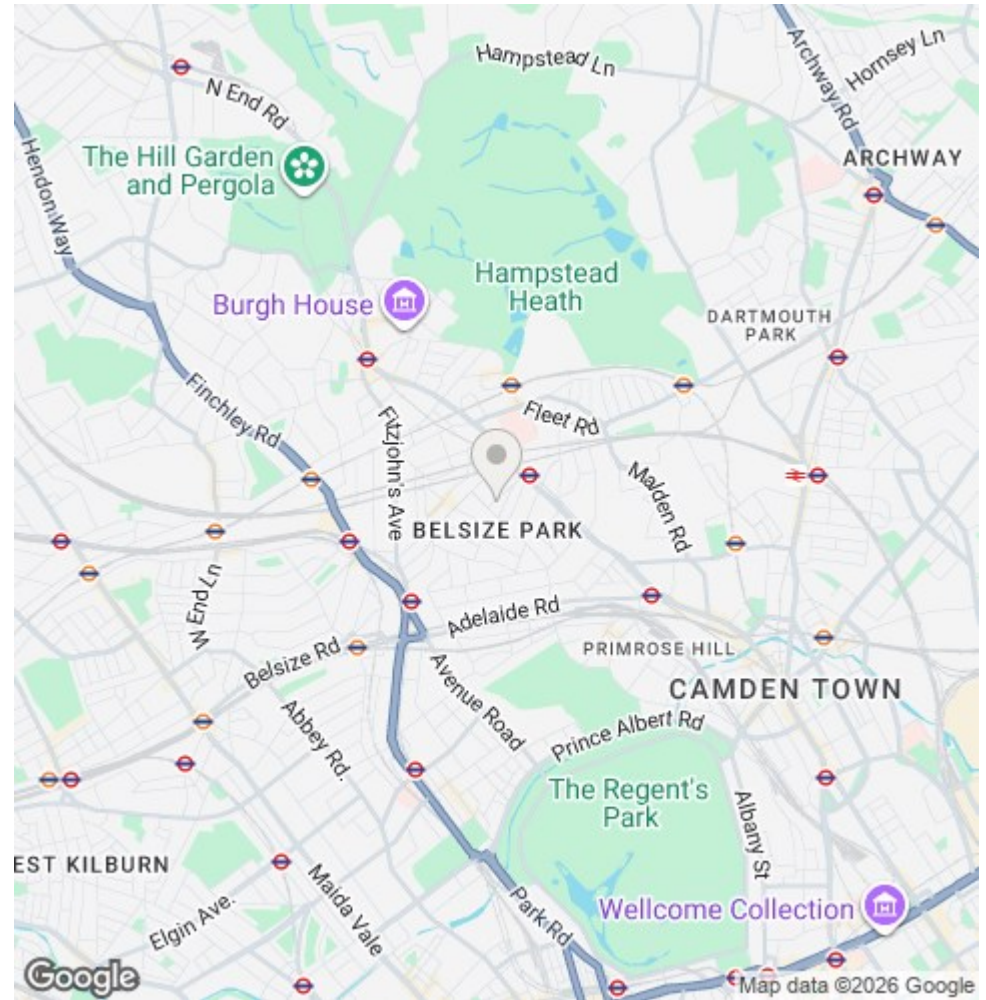 Hampstead Ln
Hornsey Ln
Archway Rd
N End Rd
The Hill Garden
and Pergola
ARCHWAY
Hendon Way
Hampstead
Heath
Burgh House
DARTMOUTH
PARK
Finchley Rd
Fitzjohn's Ave
Fleet Rd
Malden Rd
BELSIZE PARK
W End Ln
Adelaide Rd
Belsize Rd
PRIMROSE HILL
CAMDEN TOWN
Avenue Road
Abbey Rd.
Prince Albert Rd
The Regent's
Park
Albany St
EST KILBURN
Maida Vale
Elgin Ave.
Park Rd
Wellcome Collection
Google
Map data ©2026 Google